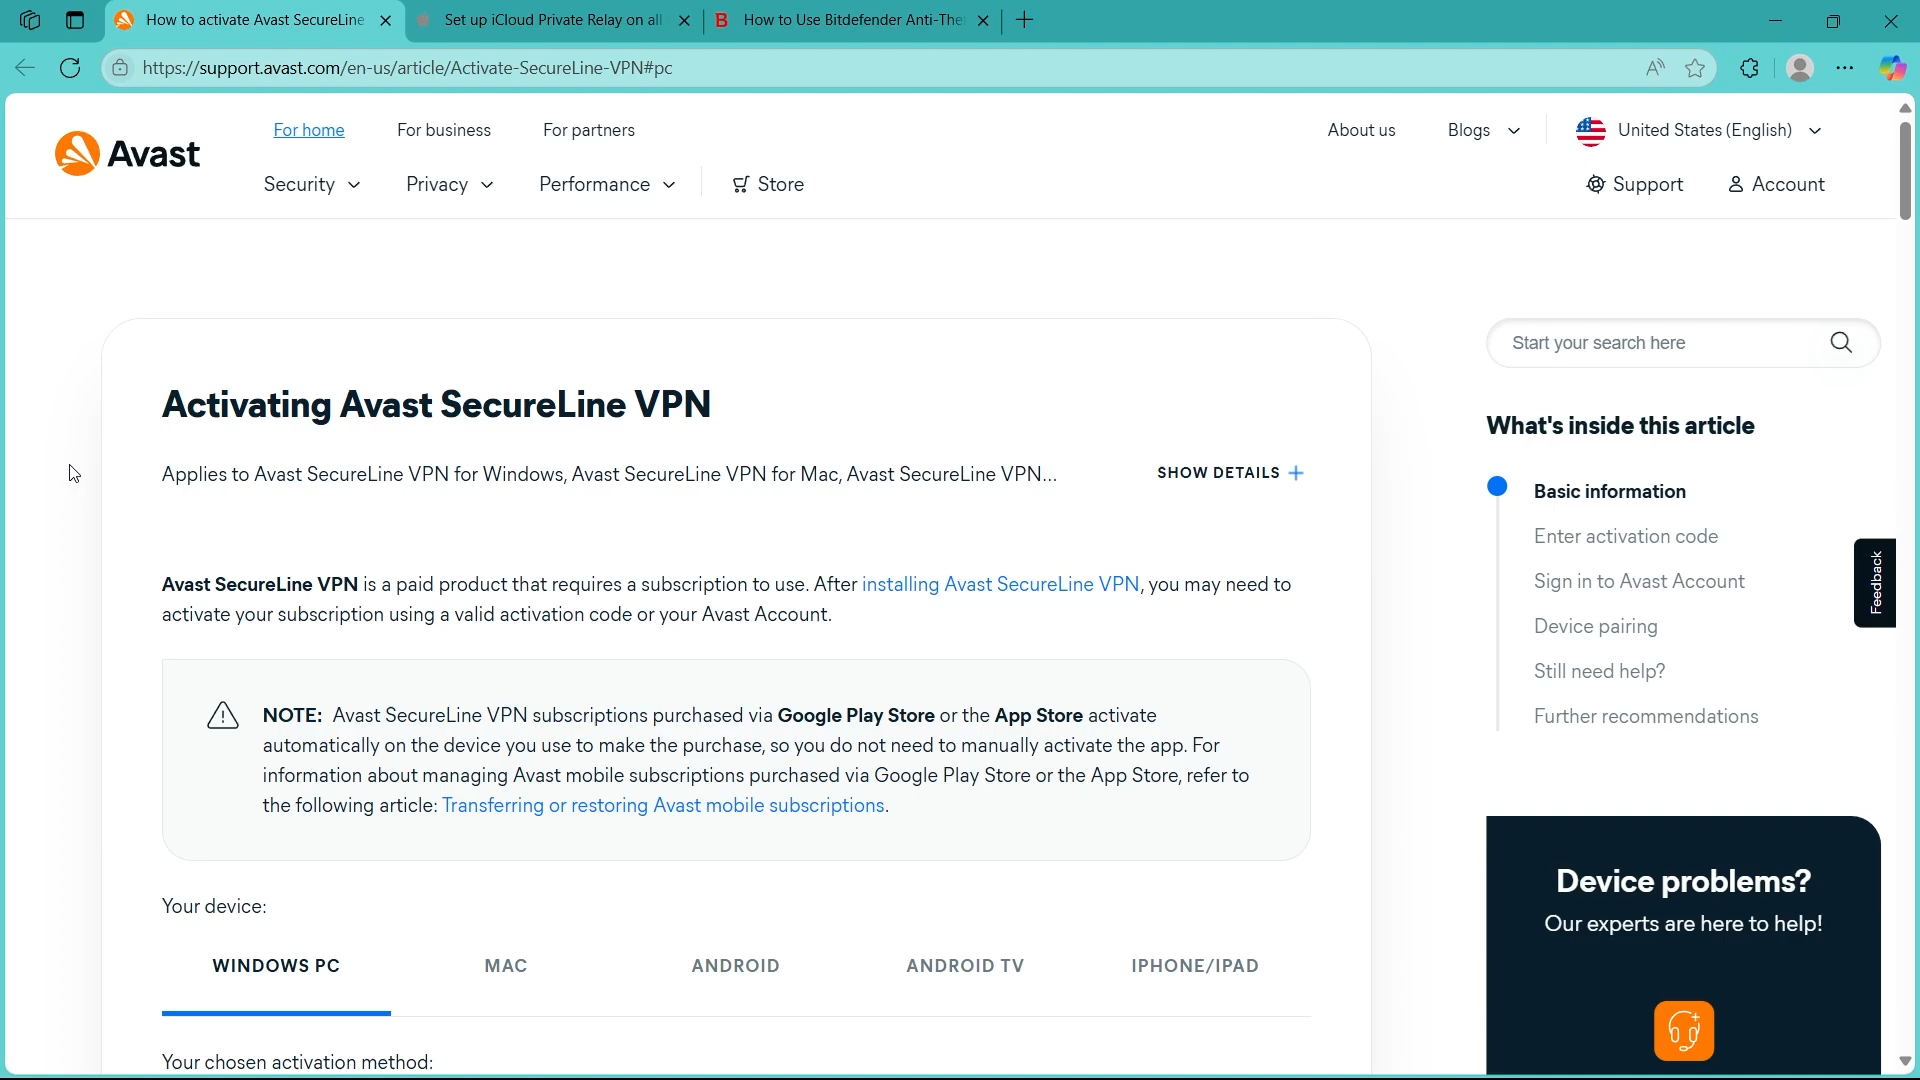 How to activate Avast SecureLine
Set up iCloud Private Relay on all
B How to Use Bitdefender Anti-The
https://support.avast.com/en-us/article/Activate-SecureLine-VPN#pc
Avast
For home
For business
For partners
About us
Blogs
United States (English)
Security
Privacy
Performance
Store
Support
Account
Start your search here
Activating Avast SecureLine VPN
Applies to Avast SecureLine VPN for Windows, Avast SecureLine VPN for Mac, Avast SecureLine VPN...
SHOW DETAILS +
Avast SecureLine VPN is a paid product that requires a subscription to use. After installing Avast SecureLine VPN, you may need to
activate your subscription using a valid activation code or your Avast Account.
NOTE: Avast SecureLine VPN subscriptions purchased via Google Play Store or the App Store activate
automatically on the device you use to make the purchase, so you do not need to manually activate the app. For
information about managing Avast mobile subscriptions purchased via Google Play Store or the App Store, refer to
the following article: Transferring or restoring Avast mobile subscriptions.
Your device:
WINDOWS PC
MAC
ANDROID
ANDROID TV
IPHONE/IPAD
Your chosen activation method:
What's inside this article
Basic information
Enter activation code
Sign in to Avast Account
Device pairing
Still need help?
Further recommendations
Feedback
Device problems?
Our experts are here to help!